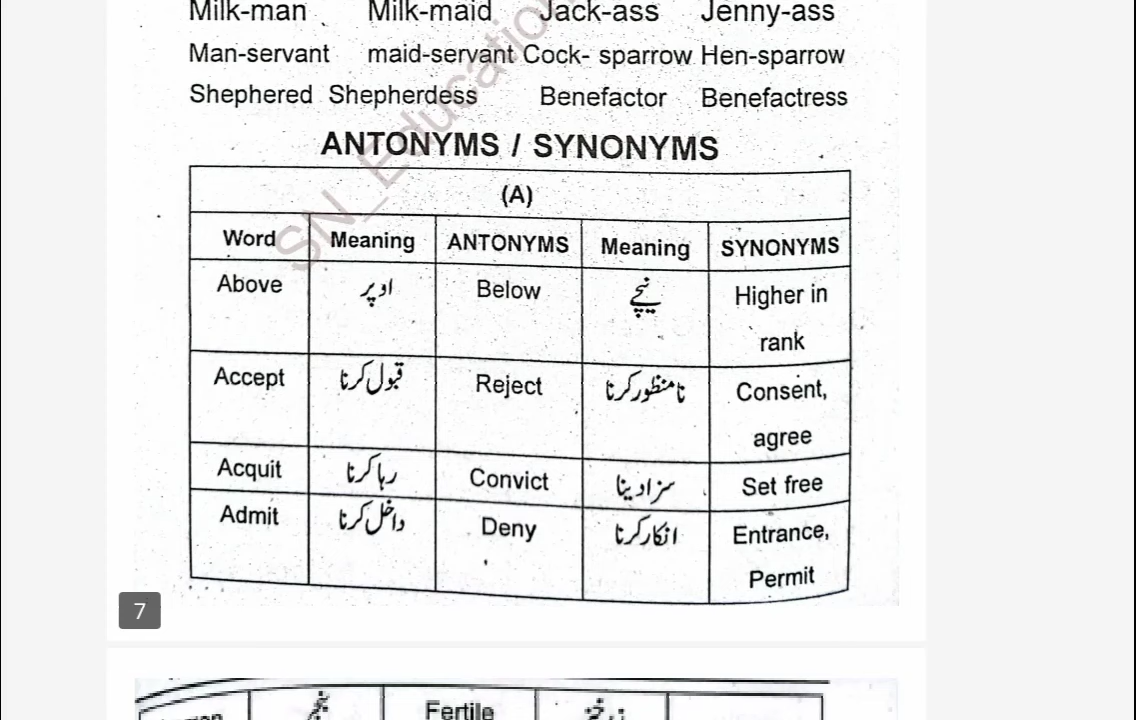 Milk-man Milk-maid Jack-ass Jenny-ass
Man-servant maid-servant Cock- sparrow Hen-sparrow
Shephered Shepherdess Benefactor Benefactress
SN_Education
ANTONYMS / SYNONYMS
(A)
Word Meaning ANTONYMS Meaning SYNONYMS
Above اوپر Below نیچے Higher in
rank
Accept قبول کرنا Reject نامنظور کرنا Consent,
agree
Acquit رہا کرنا Convict سزا دینا Set free
Admit داخل کرنا Deny انکار کرنا Entrance,
Permit
7
Fertile